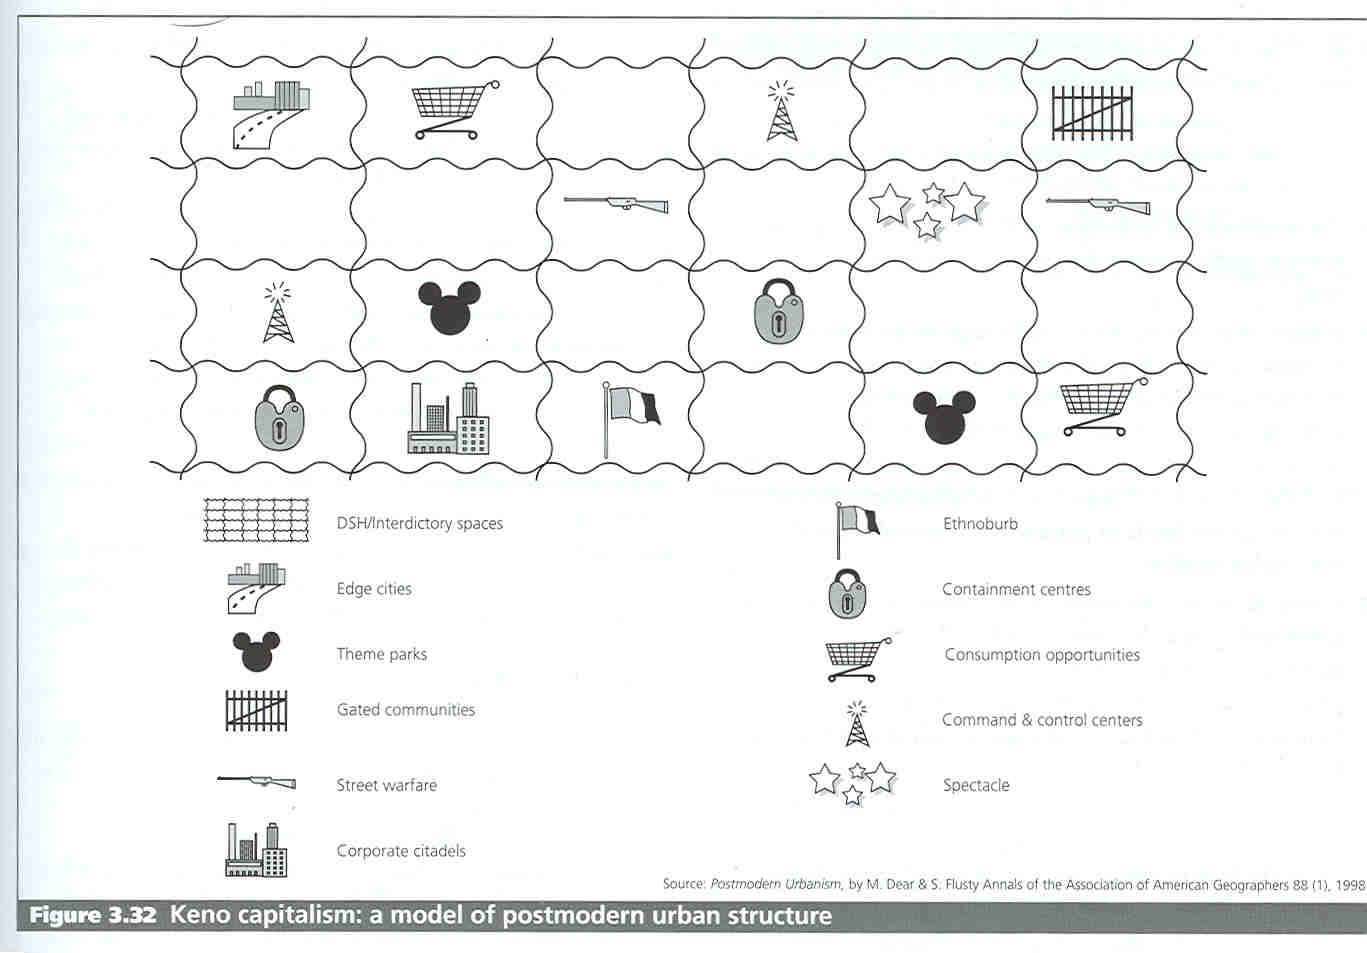 DSH/Interdictory spaces
Edge cities
Theme parks
Gated communities
Street warfare
Corporate citadels
Ethnoburb
Containment centres
Consumption opportunities
Command & control centers
Spectacle
Source: Postmodern Urbanism, by M. Dear & S. Flusty Annals of the Association of American Geographers 88 (1), 1998
Figure 3.32 Keno capitalism: a model of postmodern urban structure